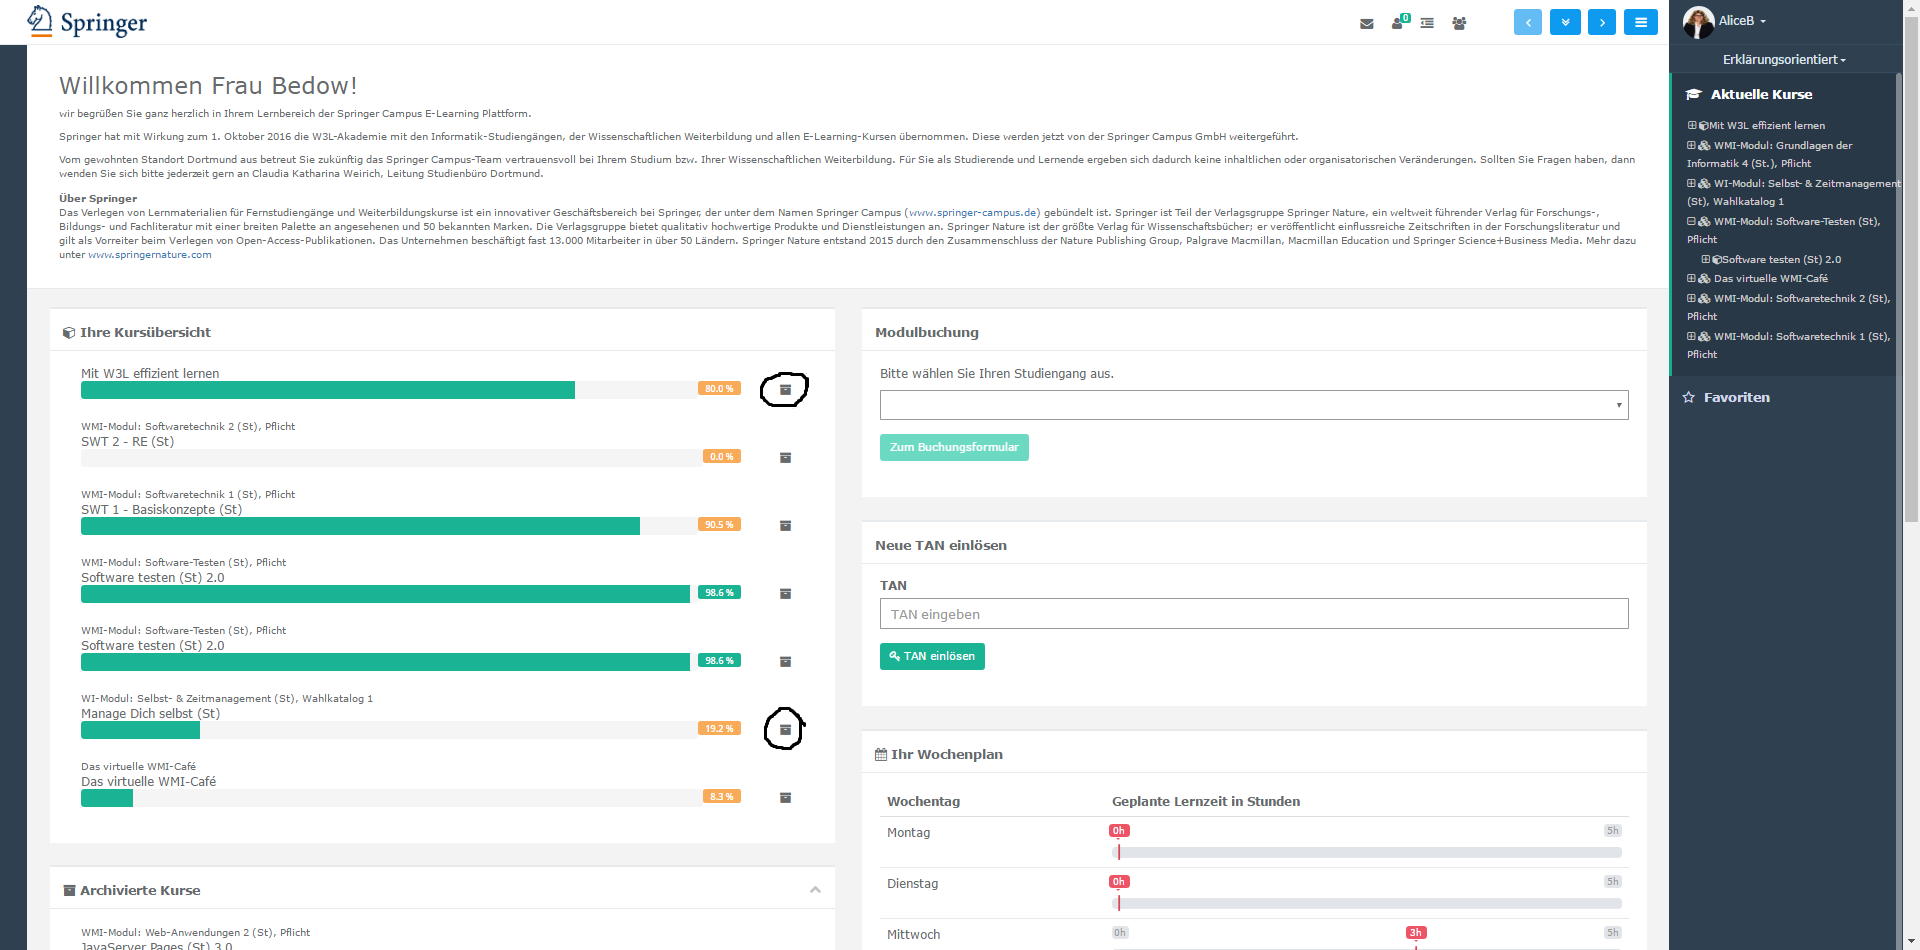 Springer
0
AliceB
Erklärungsorientiert
Willkommen Frau Bedow!
wir begrüßen Sie ganz herzlich in Ihrem Lernbereich der Springer Campus E-Learning Plattform.
Springer hat mit Wirkung zum 1. Oktober 2016 die W3L-Akademie mit den Informatik-Studiengängen, der Wissenschaftlichen Weiterbildung und allen E-Learning-Kursen übernommen. Diese werden jetzt von der Springer Campus GmbH weitergeführt.
Vom gewohnten Standort Dortmund aus betreut Sie zukünftig das Springer Campus-Team vertrauensvoll bei Ihrem Studium bzw. Ihrer Wissenschaftlichen Weiterbildung. Für Sie als Studierende und Lernende ergeben sich dadurch keine inhaltlichen oder organisatorischen Veränderungen. Sollten Sie Fragen haben, dann
wenden Sie sich bitte jederzeit gern an Claudia Katharina Weirich, Leitung Studienbüro Dortmund.
Über Springer
Das Verlegen von Lernmaterialien für Fernstudiengänge und Weiterbildungskurse ist ein innovativer Geschäftsbereich bei Springer, der unter dem Namen Springer Campus (www.springer-campus.de) gebündelt ist. Springer ist Teil der Verlagsgruppe Springer Nature, ein weltweit führender Verlag für Forschungs-,
Bildungs- und Fachliteratur mit einer breiten Palette an angesehenen und 50 bekannten Marken. Die Verlagsgruppe bietet qualitativ hochwertige Produkte und Dienstleistungen an. Springer Nature ist der größte Verlag für Wissenschaftsbücher; er veröffentlicht einflussreiche Zeitschriften in der Forschungsliteratur und
gilt als Vorreiter beim Verlegen von Open-Access-Publikationen. Das Unternehmen beschäftigt fast 13.000 Mitarbeiter in über 50 Ländern. Springer Nature entstand 2015 durch den Zusammenschluss der Nature Publishing Group, Palgrave Macmillan, Macmillan Education und Springer Science+Business Media. Mehr dazu
unter www.springernature.com
Ihre Kursübersicht
Mit W3L effizient lernen
80.0 %
WMI-Modul: Softwaretechnik 2 (St), Pflicht
SWT 2 - RE (St)
0.0 %
WMI-Modul: Softwaretechnik 1 (St), Pflicht
SWT 1 - Basiskonzepte (St)
90.5 %
WMI-Modul: Software-Testen (St), Pflicht
Software testen (St) 2.0
98.6 %
WMI-Modul: Software-Testen (St), Pflicht
Software testen (St) 2.0
98.6 %
WI-Modul: Selbst- & Zeitmanagement (St), Wahlkatalog 1
Manage Dich selbst (St)
19.2 %
Das virtuelle WMI-Café
Das virtuelle WMI-Café
8.3 %
Archivierte Kurse
WMI-Modul: Web-Anwendungen 2 (St), Pflicht
JavaServer Pages (St) 3.0
Modulbuchung
Bitte wählen Sie Ihren Studiengang aus.
Zum Buchungsformular
Neue TAN einlösen
TAN
TAN eingeben
TAN einlösen
Ihr Wochenplan
Wochentag Geplante Lernzeit in Stunden
Montag 0h 5h
Dienstag 0h 5h
Mittwoch 0h 3h 5h
Aktuelle Kurse
Mit W3L effizient lernen
WMI-Modul: Grundlagen der
Informatik 4 (St.), Pflicht
WI-Modul: Selbst- & Zeitmanagement
(St), Wahlkatalog 1
WMI-Modul: Software-Testen (St),
Pflicht
Software testen (St) 2.0
Das virtuelle WMI-Café
WMI-Modul: Softwaretechnik 2 (St),
Pflicht
WMI-Modul: Softwaretechnik 1 (St),
Pflicht
Favoriten